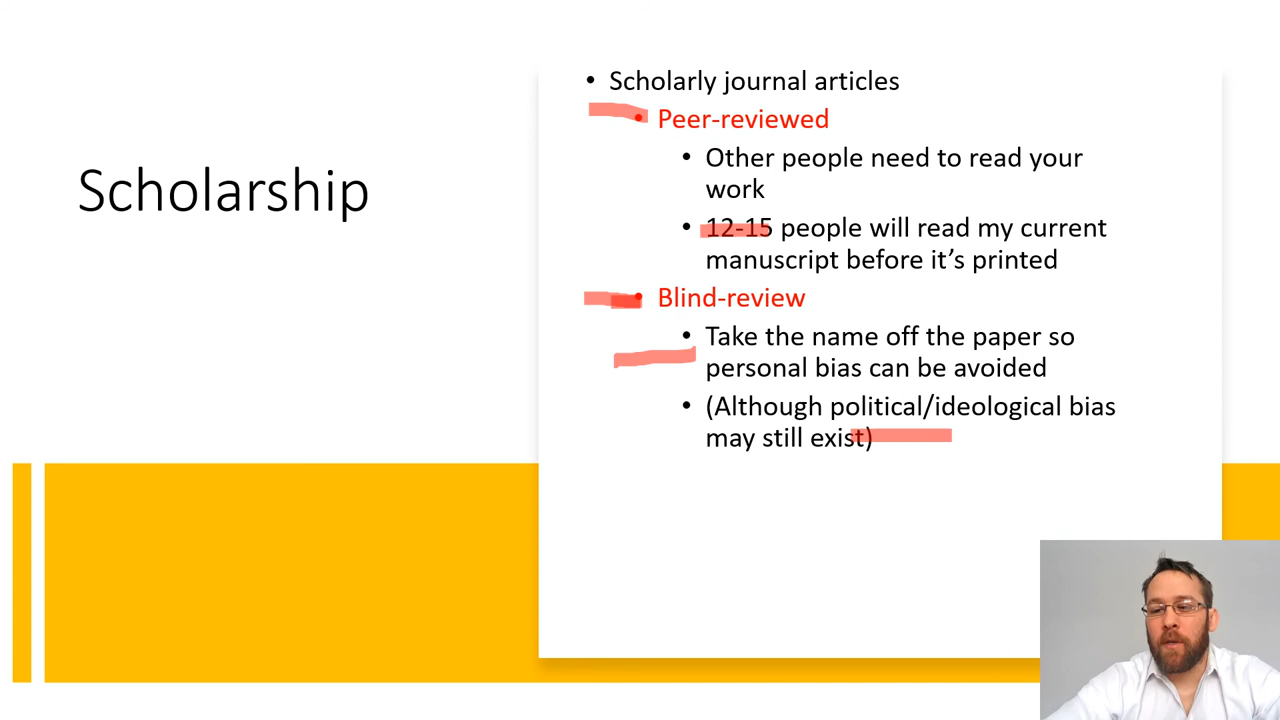 Scholarship
• Scholarly journal articles
• Peer-reviewed
• Other people need to read your
work
• 12-15 people will read my current
manuscript before it’s printed
• Blind-review
• Take the name off the paper so
personal bias can be avoided
• (Although political/ideological bias
may still exist)